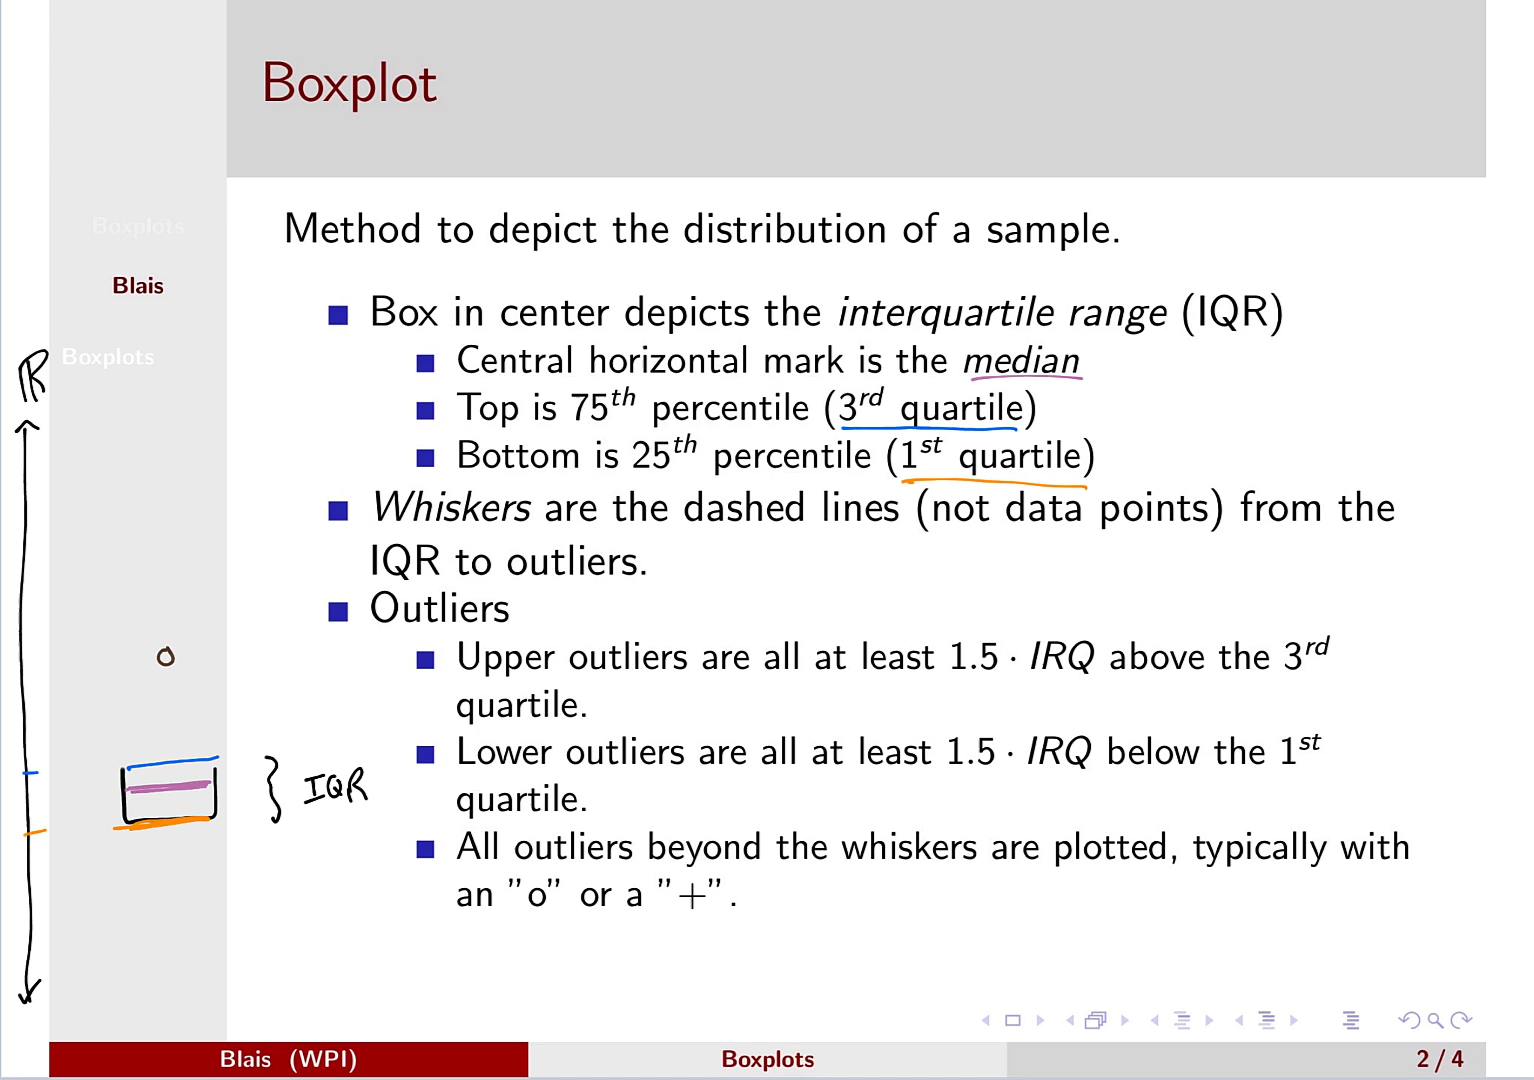 Boxplot
Boxplots
Blais
Boxplots
ℝ
Method to depict the distribution of a sample.
Box in center depicts the interquartile range (IQR)
Central horizontal mark is the median
Top is 75th percentile (3rd quartile)
Bottom is 25th percentile (1st quartile)
Whiskers are the dashed lines (not data points) from the
IQR to outliers.
Outliers
Upper outliers are all at least 1.5 · IRQ above the 3rd
quartile.
Lower outliers are all at least 1.5 · IRQ below the 1st
quartile.
All outliers beyond the whiskers are plotted, typically with
an ”o” or a ”+”.
IQR
Blais (WPI)
Boxplots
2 / 4